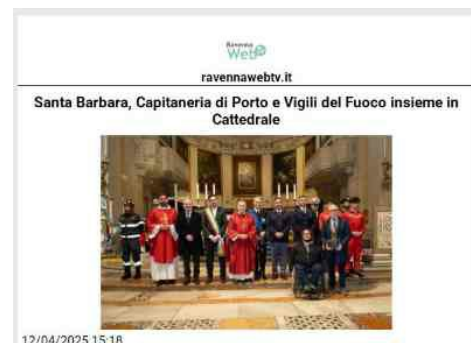 Ravenna
Web
ravennawebtv.it
Santa Barbara, Capitaneria di Porto e Vigili del Fuoco insieme in
Cattedrale
12/04/2025 15:18